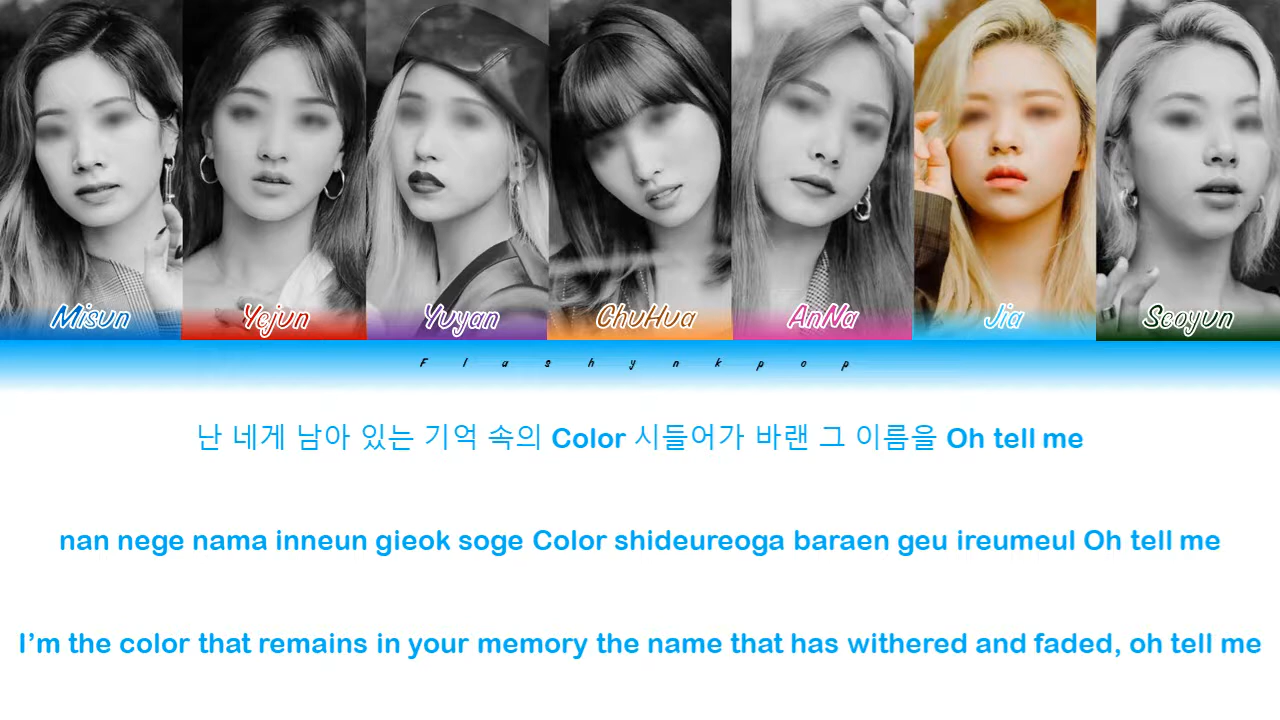 Misun Yejun Yuyan ChuHua AnNa Jia Seoyun
Flashynkpop
난 네게 남아 있는 기억 속의 Color 시들어가 바랜 그 이름을 Oh tell me
nan nege nama inneun gieok soge Color shideureoga baraen geu ireumeul Oh tell me
I’m the color that remains in your memory the name that has withered and faded, oh tell me